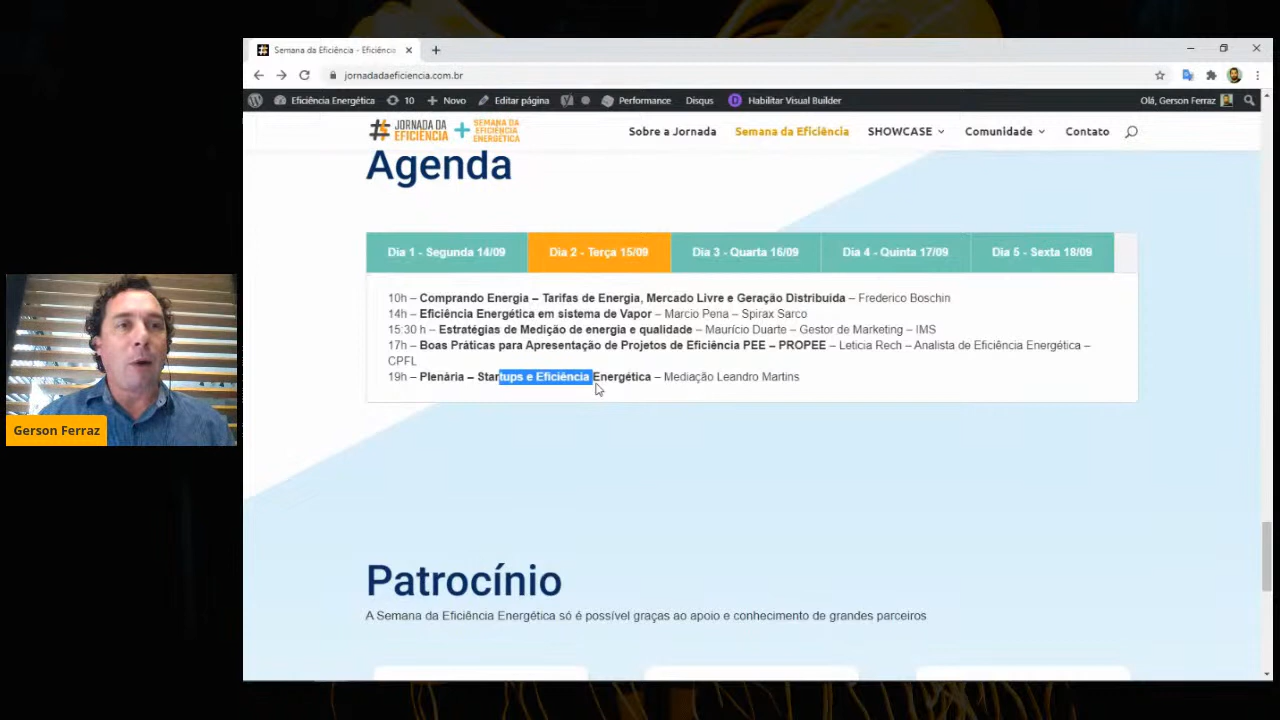 Semana da Eficiência - Eficiência
jornadadaeficiencia.com.br
Eficiência Energética 10 Novo Editar página Performance Disqus Habilitar Visual Builder Olá, Gerson Ferraz
JORNADA DA EFICIÊNCIA + SEMANA DA EFICIÊNCIA ENERGÉTICA
Sobre a Jornada Semana da Eficiência SHOWCASE Comunidade Contato
Agenda
Dia 1 - Segunda 14/09 Dia 2 - Terça 15/09 Dia 3 - Quarta 16/09 Dia 4 - Quinta 17/09 Dia 5 - Sexta 18/09
10h – Comprando Energia – Tarifas de Energia, Mercado Livre e Geração Distribuída – Frederico Boschin
14h – Eficiência Energética em sistema de Vapor – Marcio Pena – Spirax Sarco
15:30 h – Estratégias de Medição de energia e qualidade – Maurício Duarte – Gestor de Marketing – IMS
17h – Boas Práticas para Apresentação de Projetos de Eficiência PEE – PROPEE – Leticia Rech – Analista de Eficiência Energética –
CPFL
19h – Plenária – Startups e Eficiência Energética – Mediação Leandro Martins
Gerson Ferraz
Patrocínio
A Semana da Eficiência Energética só é possível graças ao apoio e conhecimento de grandes parceiros